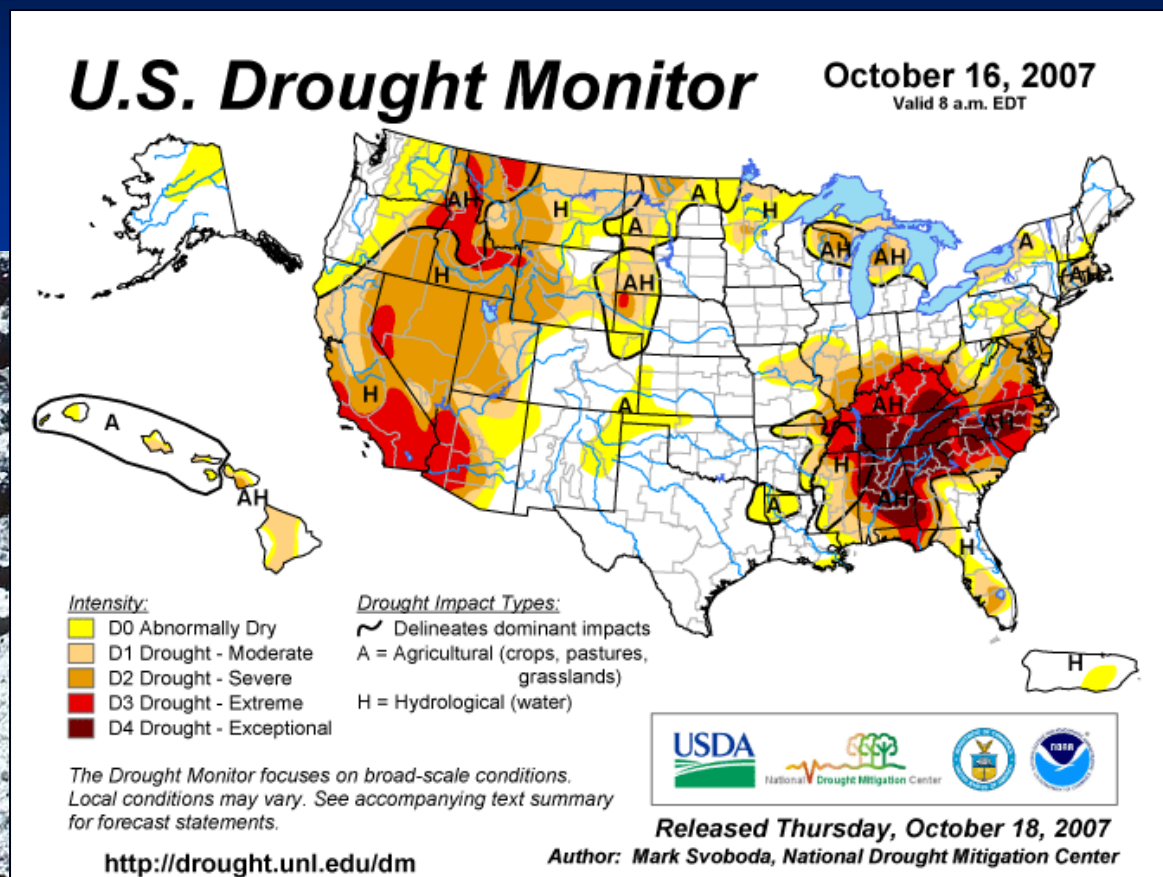 U.S. Drought Monitor
October 16, 2007
Valid 8 a.m. EDT
AH
H
A
A
H
AH
AH
A
AH
H
AH
H
A
AH
AH
H
AH
A
H
A
AH
H
Intensity:
D0 Abnormally Dry
D1 Drought - Moderate
D2 Drought - Severe
D3 Drought - Extreme
D4 Drought - Exceptional
Drought Impact Types:
Delineates dominant impacts
A = Agricultural (crops, pastures,
grasslands)
H = Hydrological (water)
The Drought Monitor focuses on broad-scale conditions.
Local conditions may vary. See accompanying text summary
for forecast statements.
http://drought.unl.edu/dm
USDA
National Drought Mitigation Center
NOAA
Released Thursday, October 18, 2007
Author: Mark Svoboda, National Drought Mitigation Center